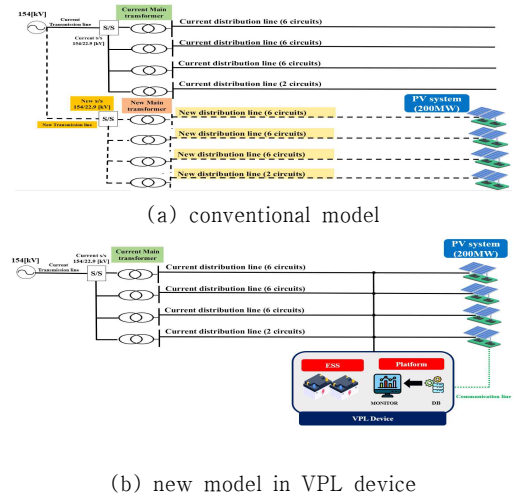 Current Main
transformer
154[kV]
Current
Transmission line
S/S
Current s/s
154/22.9 [kV]
Current distribution line (6 circuits)
Current distribution line (6 circuits)
Current distribution line (6 circuits)
Current distribution line (2 circuits)
New s/s
154/22.9 [kV]
New Main
transformer
PV system
(200MW)
New Transmission line
S/S
New distribution line (6 circuits)
New distribution line (6 circuits)
New distribution line (6 circuits)
New distribution line (2 circuits)
(a) conventional model
Current Main
transformer
PV system
(200MW)
154[kV]
Current
Transmission line
Current s/s
154/22.9 [kV]
S/S
Current distribution line (6 circuits)
Current distribution line (6 circuits)
Current distribution line (6 circuits)
Current distribution line (2 circuits)
ESS
Platform
MONITOR
DB
Communication line
VPL Device
(b) new model in VPL device